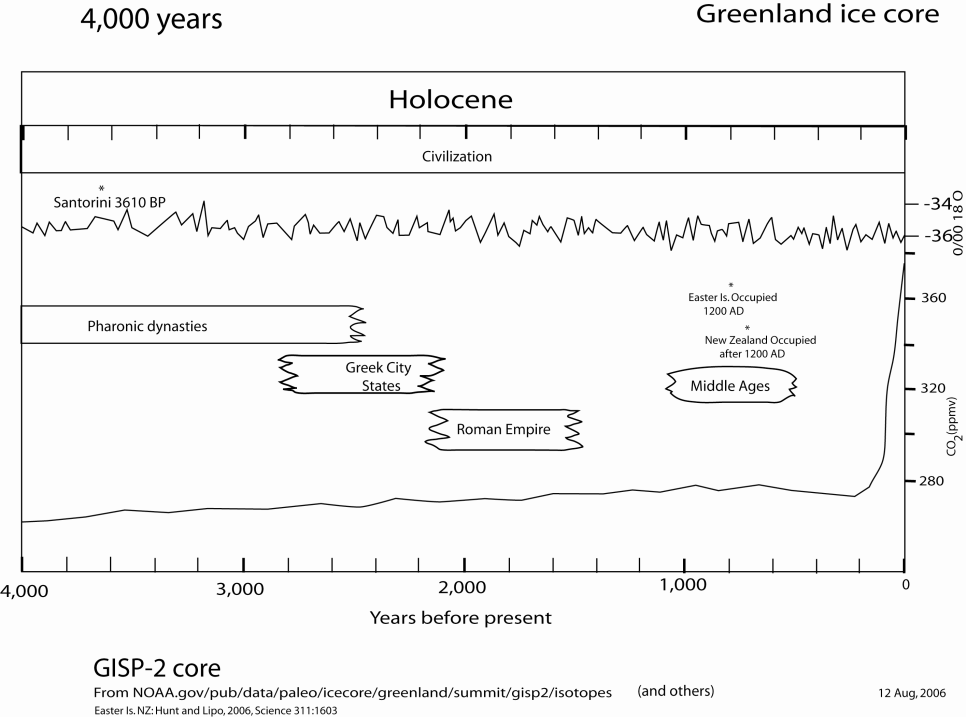 4,000 years
Greenland ice core
Holocene
Civilization
*
Santorini 3610 BP
-34
-36
0/00 18 O
*
Easter Is. Occupied
1200 AD
360
Pharonic dynasties
*
New Zealand Occupied
after 1200 AD
Greek City
States
Middle Ages
320
Roman Empire
CO2(ppmv)
280
4,000
3,000
2,000
1,000
0
Years before present
GISP-2 core
From NOAA.gov/pub/data/paleo/icecore/greenland/summit/gisp2/isotopes
(and others)
12 Aug, 2006
Easter Is. NZ: Hunt and Lipo, 2006, Science 311:1603